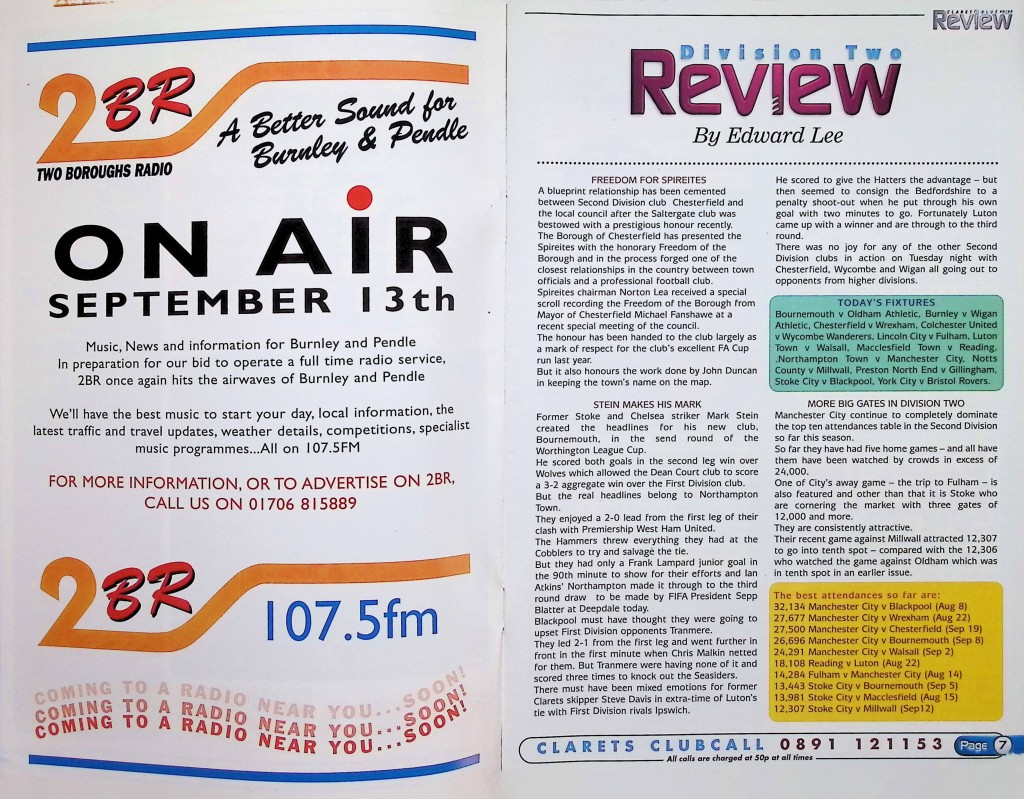 2BR
TWO BOROUGHS RADIO
A Better Sound for
Burnley & Pendle
ON AiR
SEPTEMBER 13th
Music, News and information for Burnley and Pendle
In preparation for our bid to operate a full time radio service,
2BR once again hits the airwaves of Burnley and Pendle
We'll have the best music to start your day, local information, the
latest traffic and travel updates, weather details, competitions, specialist
music programmes...All on 107.5FM
FOR MORE INFORMATION, OR TO ADVERTISE ON 2BR,
CALL US ON 01706 815889
2BR
107.5fm
COMING TO A RADIO NEAR YOU...SOON!
COMING TO A RADIO NEAR YOU...SOON!
COMING TO A RADIO NEAR YOU...SOON!
Review
Division Two
Review
By Edward Lee
FREEDOM FOR SPIREITES
A blueprint relationship has been cemented
between Second Division club Chesterfield and
the local council after the Saltergate club was
bestowed with a prestigious honour recently.
The Borough of Chesterfield has presented the
Spireites with the honorary Freedom of the
Borough and in the process forged one of the
closest relationships in the country between town
officials and a professional football club.
Spireites chairman Norton Lea received a special
scroll recording the Freedom of the Borough from
Mayor of Chesterfield Michael Fanshawe at a
recent special meeting of the council.
The honour has been handed to the club largely as
a mark of respect for the club's excellent FA Cup
run last year.
But it also honours the work done by John Duncan
in keeping the town's name on the map.
STEIN MAKES HIS MARK
Former Stoke and Chelsea striker Mark Stein
created the headlines for his new club,
Bournemouth, in the send round of the
Worthington League Cup.
He scored both goals in the second leg win over
Wolves which allowed the Dean Court club to score
a 3-2 aggregate win over the First Division club.
But the real headlines belong to Northampton
Town.
They enjoyed a 2-0 lead from the first leg of their
clash with Premiership West Ham United.
The Hammers threw everything they had at the
Cobblers to try and salvage the tie.
But they had only a Frank Lampard junior goal in
the 90th minute to show for their efforts and Ian
Atkins' Northampton made it through to the third
round draw to be made by FIFA President Sepp
Blatter at Deepdale today.
Blackpool must have thought they were going to
upset First Division opponents Tranmere.
They led 2-1 from the first leg and went further in
front in the first minute when Chris Malkin netted
for them. But Tranmere were having none of it and
scored three times to knock out the Seasiders.
There must have been mixed emotions for former
Clarets skipper Steve Davis in extra-time of Luton's
tie with First Division rivals Ipswich.
He scored to give the Hatters the advantage – but
then seemed to consign the Bedfordshire to a
penalty shoot-out when he put through his own
goal with two minutes to go. Fortunately Luton
came up with a winner and are through to the third
round.
There was no joy for any of the other Second
Division clubs in action on Tuesday night with
Chesterfield, Wycombe and Wigan all going out to
opponents from higher divisions.
TODAY'S FIXTURES
Bournemouth v Oldham Athletic, Burnley v Wigan
Athletic, Chesterfield v Wrexham, Colchester United
v Wycombe Wanderers, Lincoln City v Fulham, Luton
Town v Walsall, Macclesfield Town v Reading,
.Northampton Town v Manchester City, Notts
County v Millwall, Preston North End v Gillingham,
Stoke City v Blackpool, York City v Bristol Rovers.
MORE BIG GATES IN DIVISION TWO
Manchester City continue to completely dominate
the top ten attendances table in the Second Division
so far this season.
So far they have had five home games – and all have
them have been watched by crowds in excess of
24,000.
One of City's away game – the trip to Fulham – is
also featured and other than that it is Stoke who
are cornering the market with three gates of
12,000 and more.
They are consistently attractive.
Their recent game against Millwall attracted 12,307
to go into tenth spot – compared with the 12,306
who watched the game against Oldham which was
in tenth spot in an earlier issue.
The best attendances so far are:
32,134 Manchester City v Blackpool (Aug 8)
27,677 Manchester City v Wrexham (Aug 22)
27,500 Manchester City v Chesterfield (Sep 19)
26,696 Manchester City v Bournemouth (Sep 8)
24,291 Manchester City v Walsall (Sep 2)
18,108 Reading v Luton (Aug 22)
14,284 Fulham v Manchester City (Aug 14)
13,443 Stoke City v Bournemouth (Sep 5)
13,981 Stoke City v Macclesfield (Aug 15)
12,307 Stoke City v Millwall (Sep12)
CLARETS CLUBCALL 0891 121153 Page 7
All calls are charged at 50p at all times